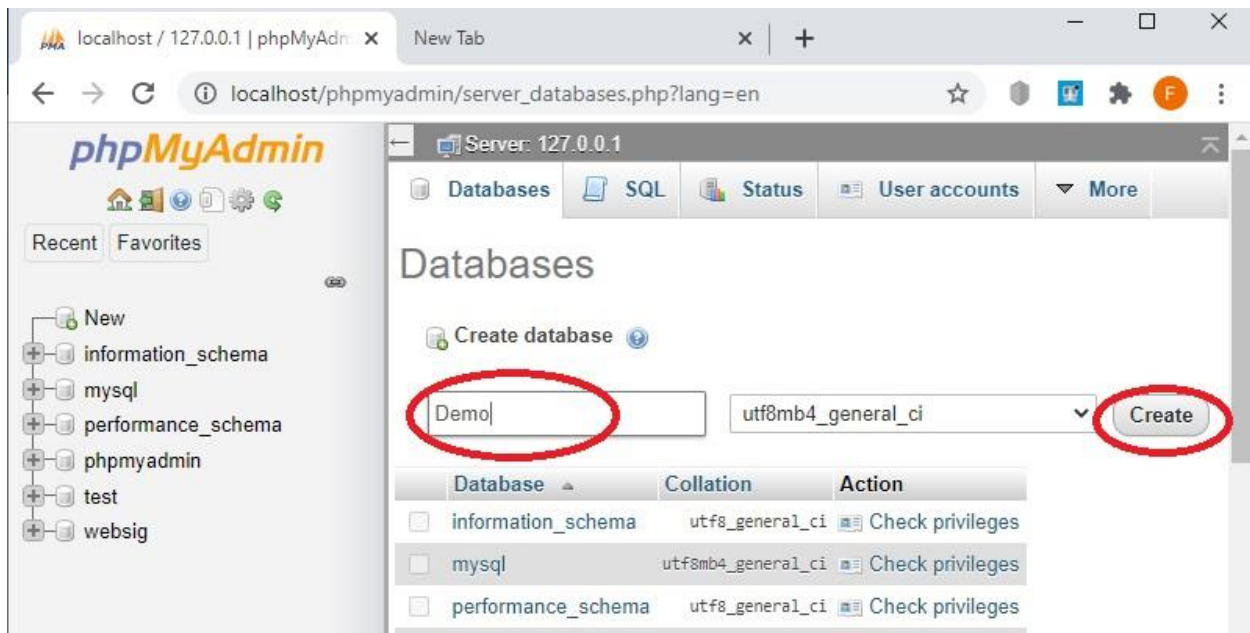 localhost / 127.0.0.1 | phpMyAdm
New Tab
localhost/phpmyadmin/server_databases.php?lang=en
F
phpMyAdmin
Recent
Favorites
New
information_schema
mysql
performance_schema
phpmyadmin
test
websig
Server: 127.0.0.1
Databases
SQL
Status
User accounts
More
Databases
Create database
Demo
utf8mb4_general_ci
Create
Database Collation Action
information_schema utf8_general_ci Check privileges
mysql utf8mb4_general_ci Check privileges
performance_schema utf8_general_ci Check privileges